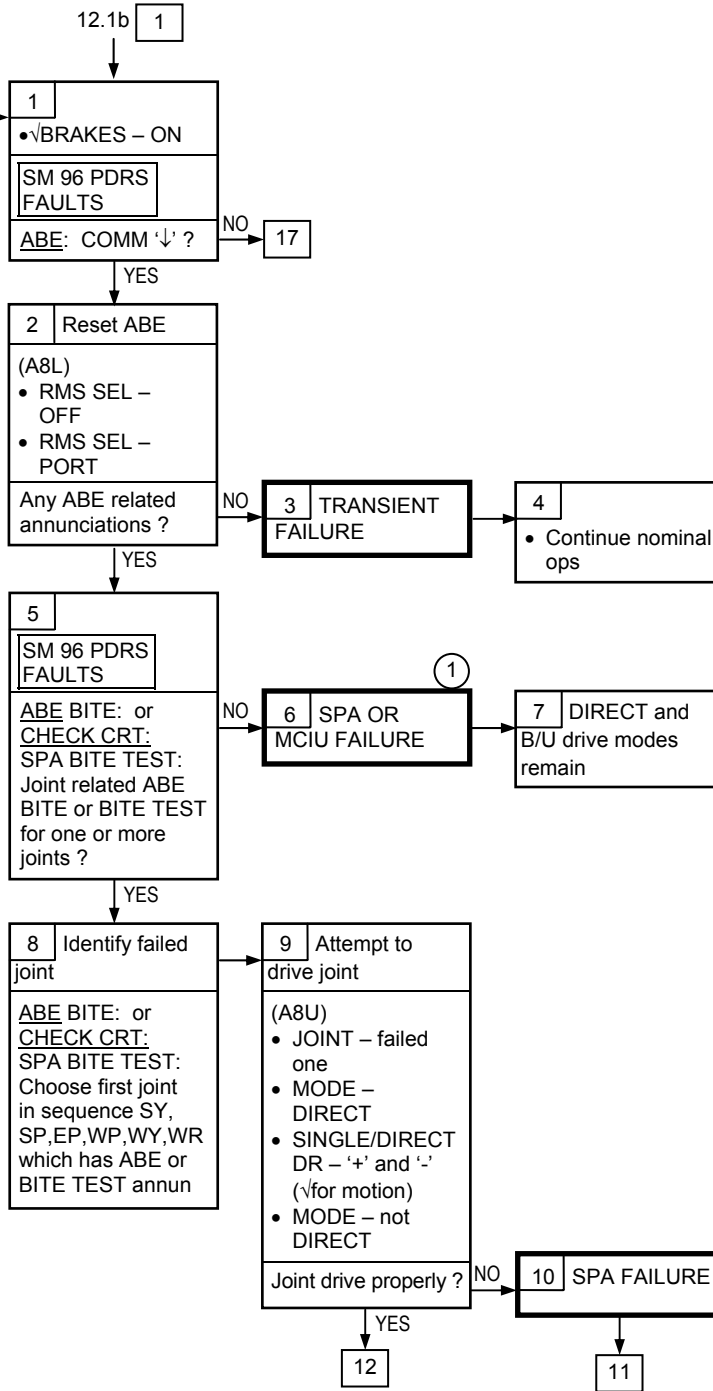 12.1b 1
1
•√BRAKES – ON
SM 96 PDRS
FAULTS
ABE: COMM ‘↓’ ?
NO
17
YES
2 Reset ABE
(A8L)
• RMS SEL –
OFF
• RMS SEL –
PORT
Any ABE related
annunciations ?
NO
3 TRANSIENT
FAILURE
4
• Continue nominal
ops
YES
5
SM 96 PDRS
FAULTS
ABE BITE: or
CHECK CRT:
SPA BITE TEST:
Joint related ABE
BITE or BITE TEST
for one or more
joints ?
NO
1
6 SPA OR
MCIU FAILURE
7 DIRECT and
B/U drive modes
remain
YES
8 Identify failed
joint
ABE BITE: or
CHECK CRT:
SPA BITE TEST:
Choose first joint
in sequence SY,
SP,EP,WP,WY,WR
which has ABE or
BITE TEST annun
9 Attempt to
drive joint
(A8U)
• JOINT – failed
one
• MODE –
DIRECT
• SINGLE/DIRECT
DR – ‘+’ and ‘-’
(√for motion)
• MODE – not
DIRECT
Joint drive properly ?
NO
10 SPA FAILURE
YES
12
11